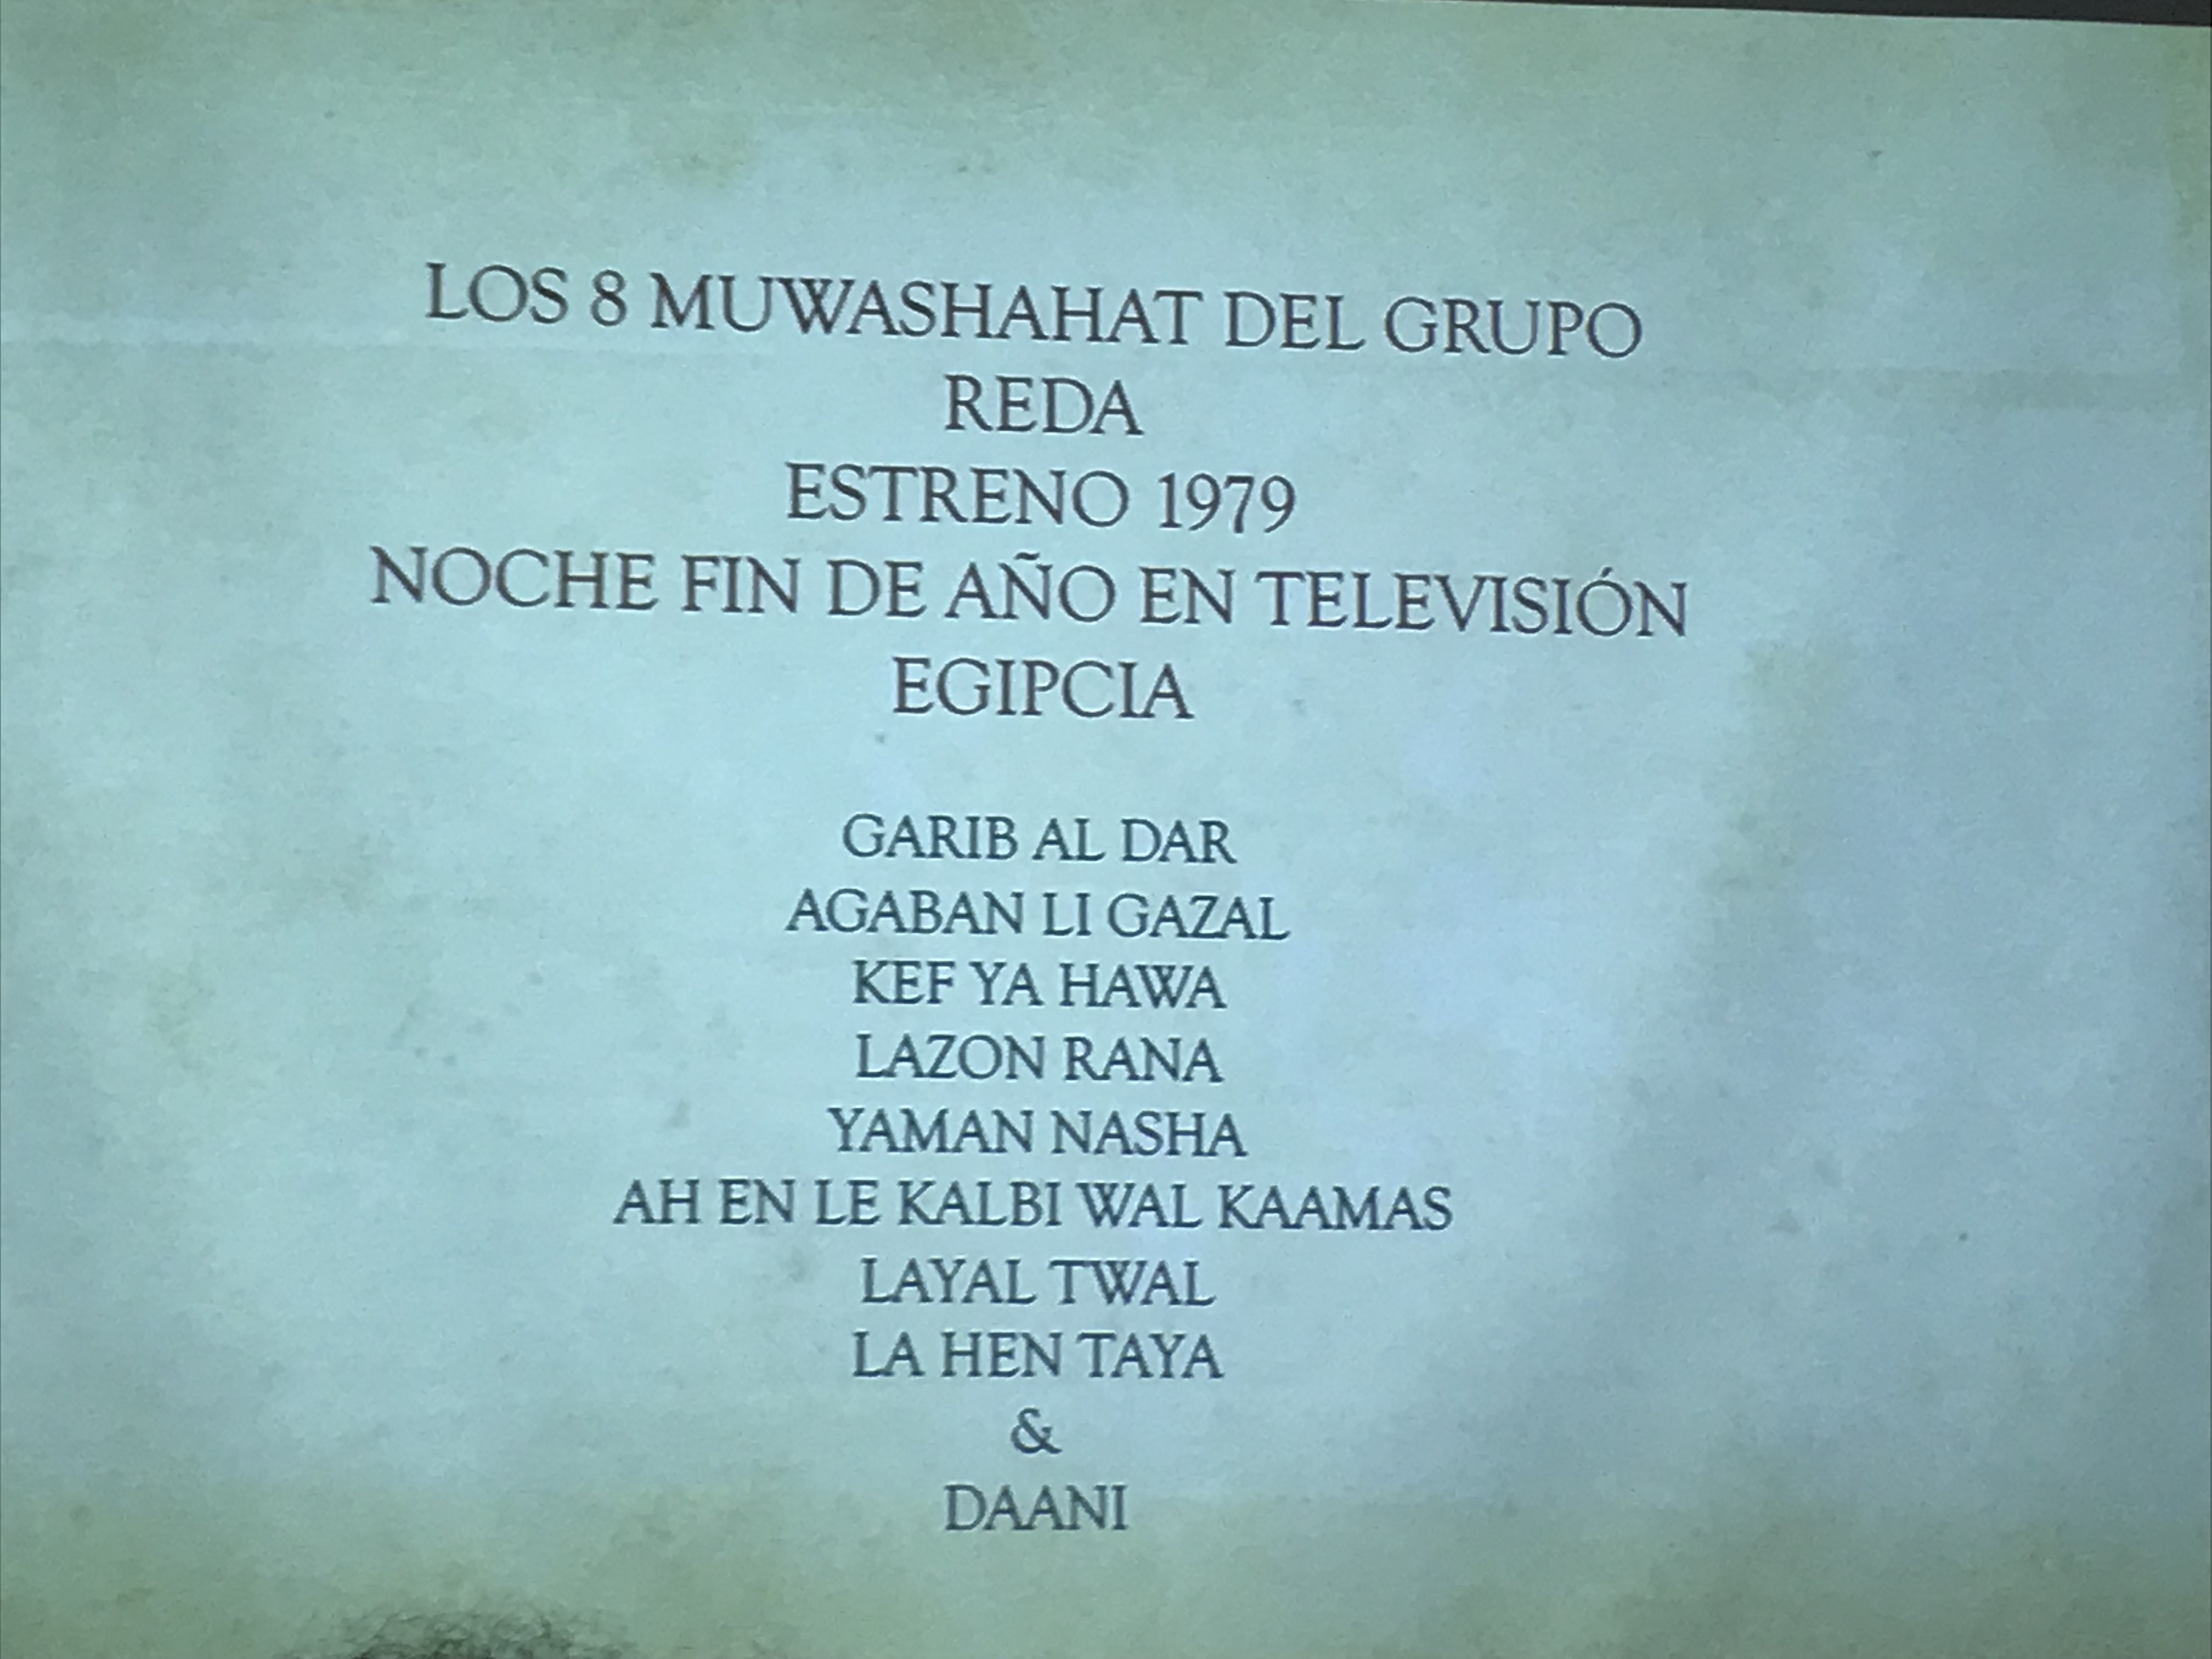 LOS 8 MUWASHAHAT DEL GRUPO
REDA
ESTRENO 1979
NOCHE FIN DE AÑO EN TELEVISIÓN
EGIPCIA
GARIB AL DAR
AGABAN LI GAZAL
KEF YA HAWA
LAZON RANA
YAMAN NASHA
AH EN LE KALBI WAL KAAMAS
LAYAL TWAL
LA HEN TAYA
&
DAANI